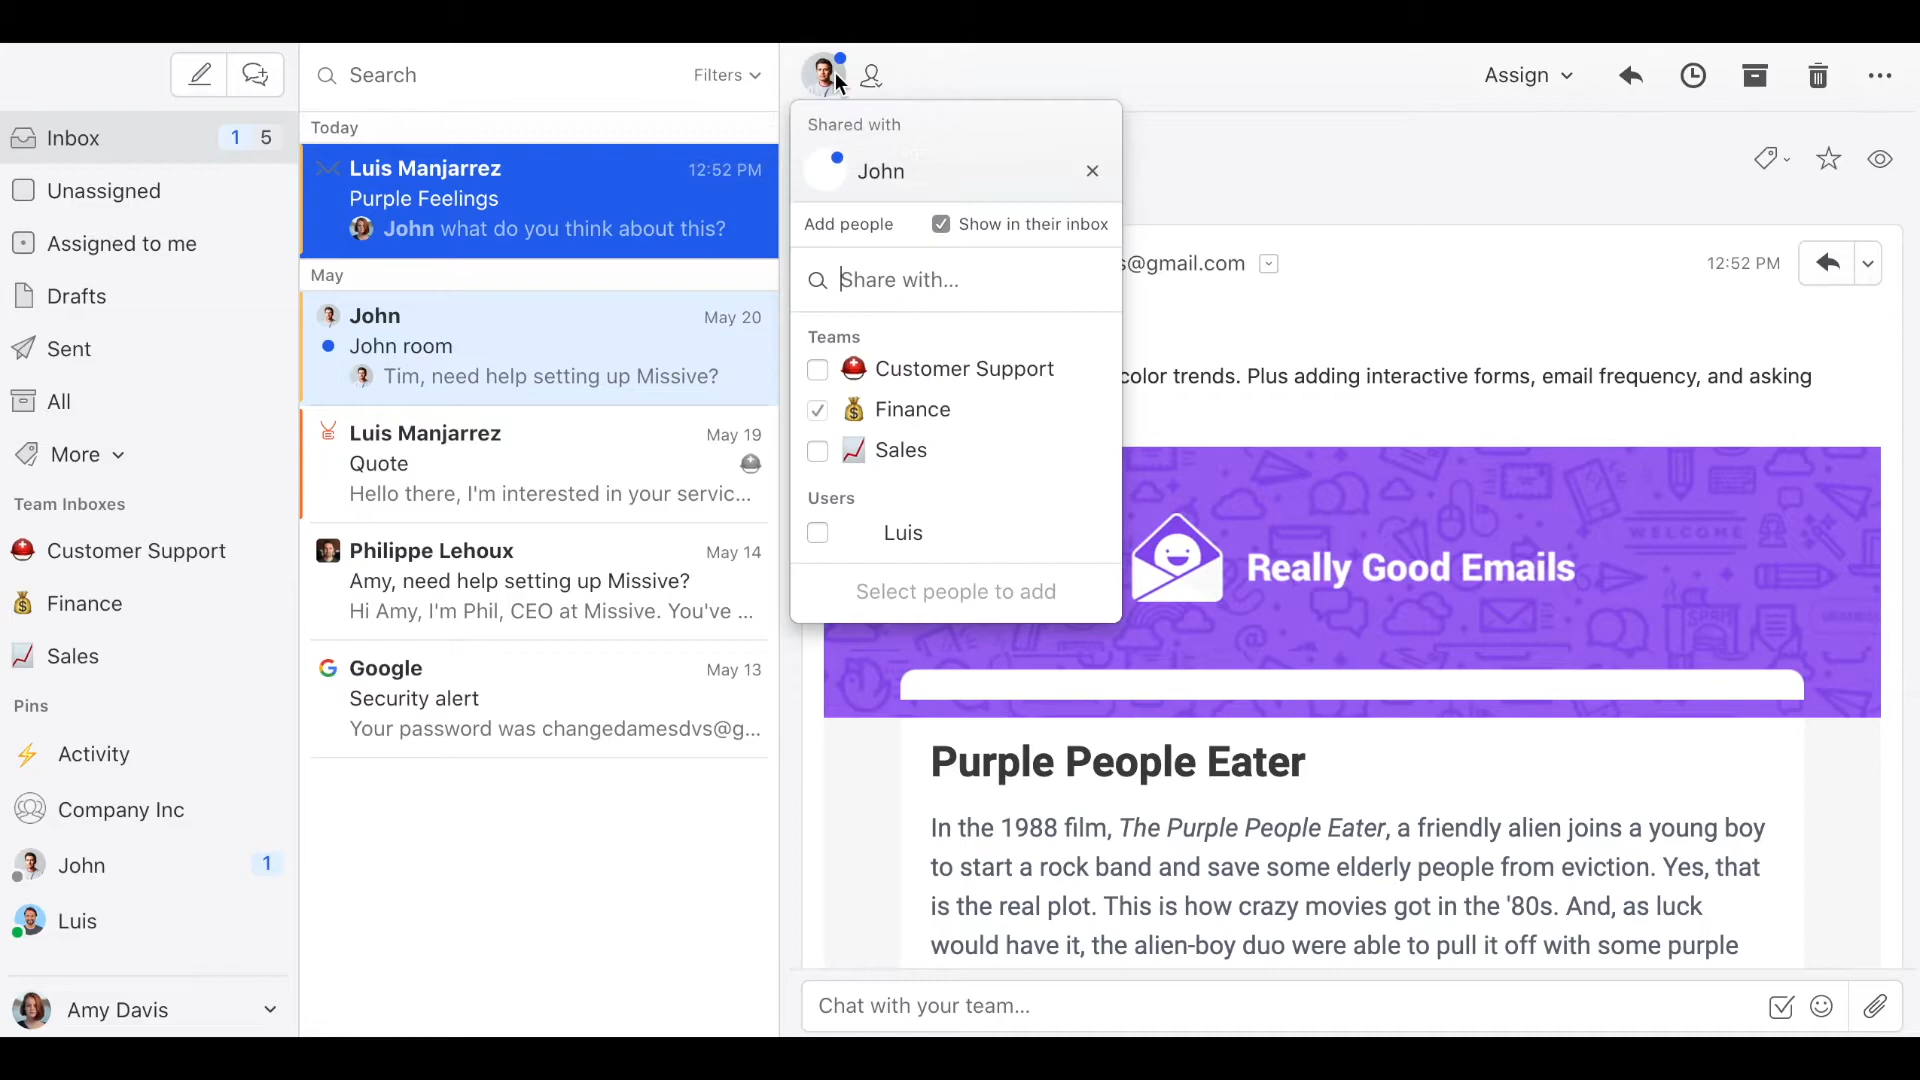 Search
Filters
Assign
Inbox 1 5
Unassigned
Assigned to me
Drafts
Sent
All
More
Team Inboxes
Customer Support
Finance
Sales
Pins
Activity
Company Inc
John 1
Luis
Amy Davis
Today
Luis Manjarrez 12:52 PM
Purple Feelings
John what do you think about this?
May
John May 20
John room
Tim, need help setting up Missive?
Luis Manjarrez May 19
Quote
Hello there, I'm interested in your servic...
Philippe Lehoux May 14
Amy, need help setting up Missive?
Hi Amy, I'm Phil, CEO at Missive. You've ...
Google May 13
Security alert
Your password was changedamesdvs@g...
Shared with
John
Add people Show in their inbox
Share with...
Teams
Customer Support
Finance
Sales
Users
Luis
Select people to add
s@gmail.com 12:52 PM
color trends. Plus adding interactive forms, email frequency, and asking
WELCOME
SPAM
Really Good Emails
Purple People Eater
In the 1988 film, The Purple People Eater, a friendly alien joins a young boy
to start a rock band and save some elderly people from eviction. Yes, that
is the real plot. This is how crazy movies got in the '80s. And, as luck
would have it, the alien-boy duo were able to pull it off with some purple
Chat with your team...